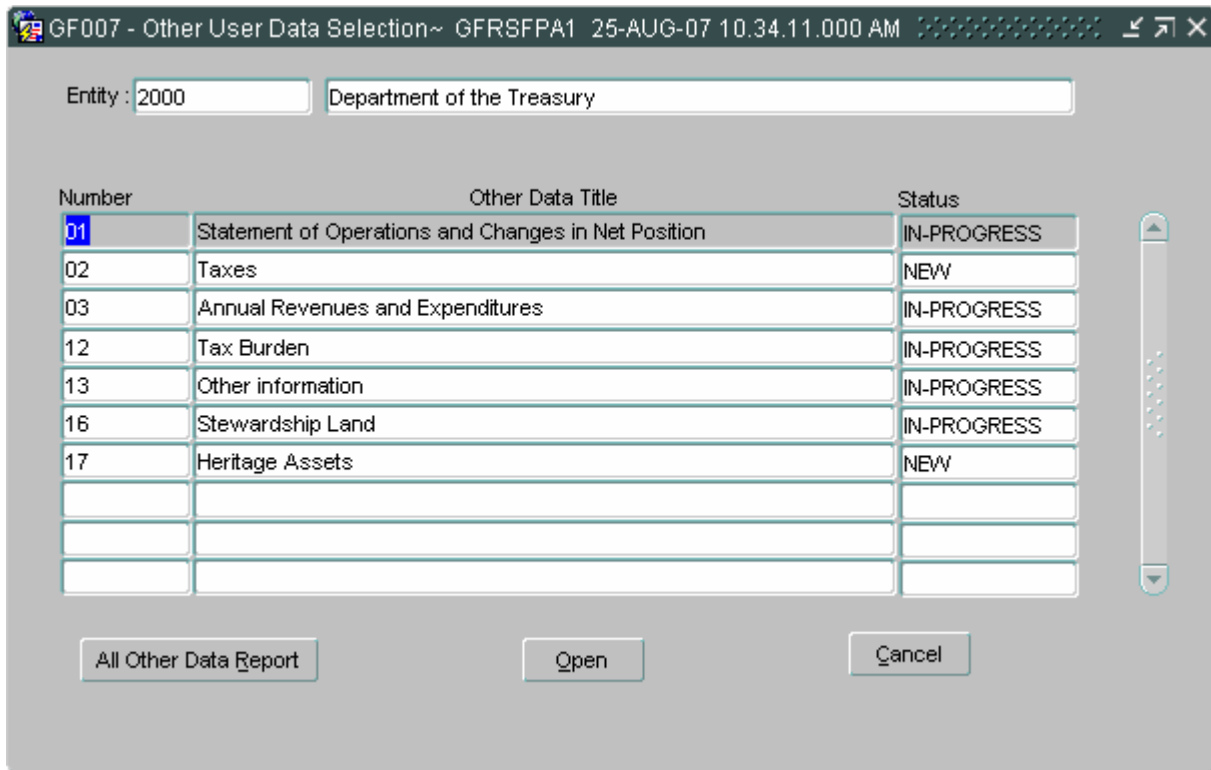 GF007 - Other User Data Selection~ GFRSFPA1 25-AUG-07 10.34.11.000 AM
Entity : 2000 Department of the Treasury
Number Other Data Title Status
01 Statement of Operations and Changes in Net Position IN-PROGRESS
02 Taxes NEW
03 Annual Revenues and Expenditures IN-PROGRESS
12 Tax Burden IN-PROGRESS
13 Other information IN-PROGRESS
16 Stewardship Land IN-PROGRESS
17 Heritage Assets NEW
All Other Data Report Open Cancel